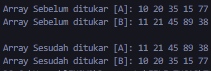 Array Sebelum ditukar [A]: 10 20 35 15 77
Array Sebelum ditukar [B]: 11 21 45 89 38
Array Sesudah ditukar [A]: 11 21 45 89 38
Array Sesudah ditukar [B]: 10 20 35 15 77